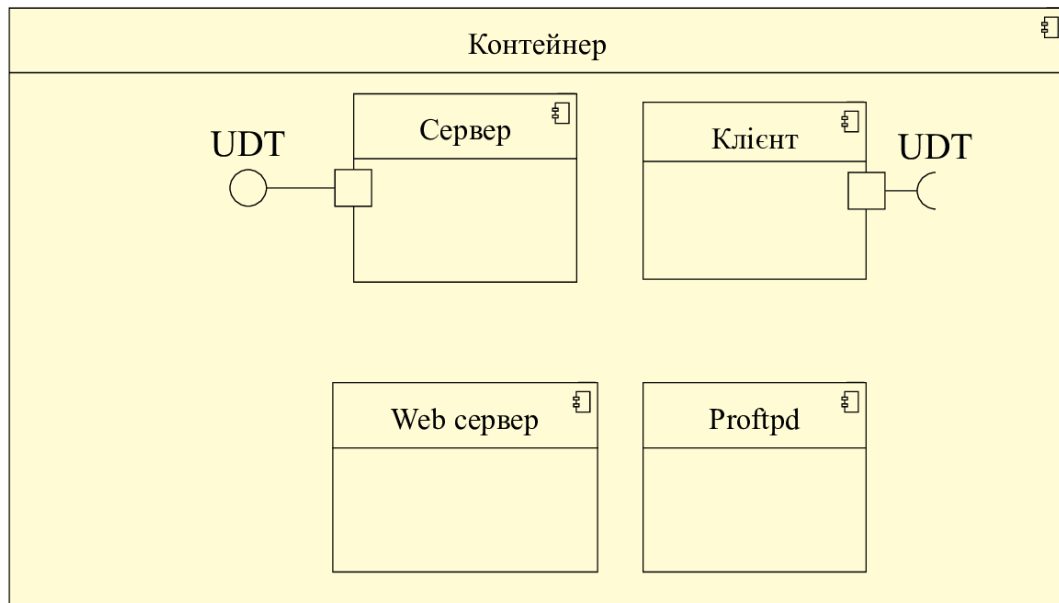 Контейнер
Сервер
Клієнт
UDT
UDT
Web сервер
Proftpd